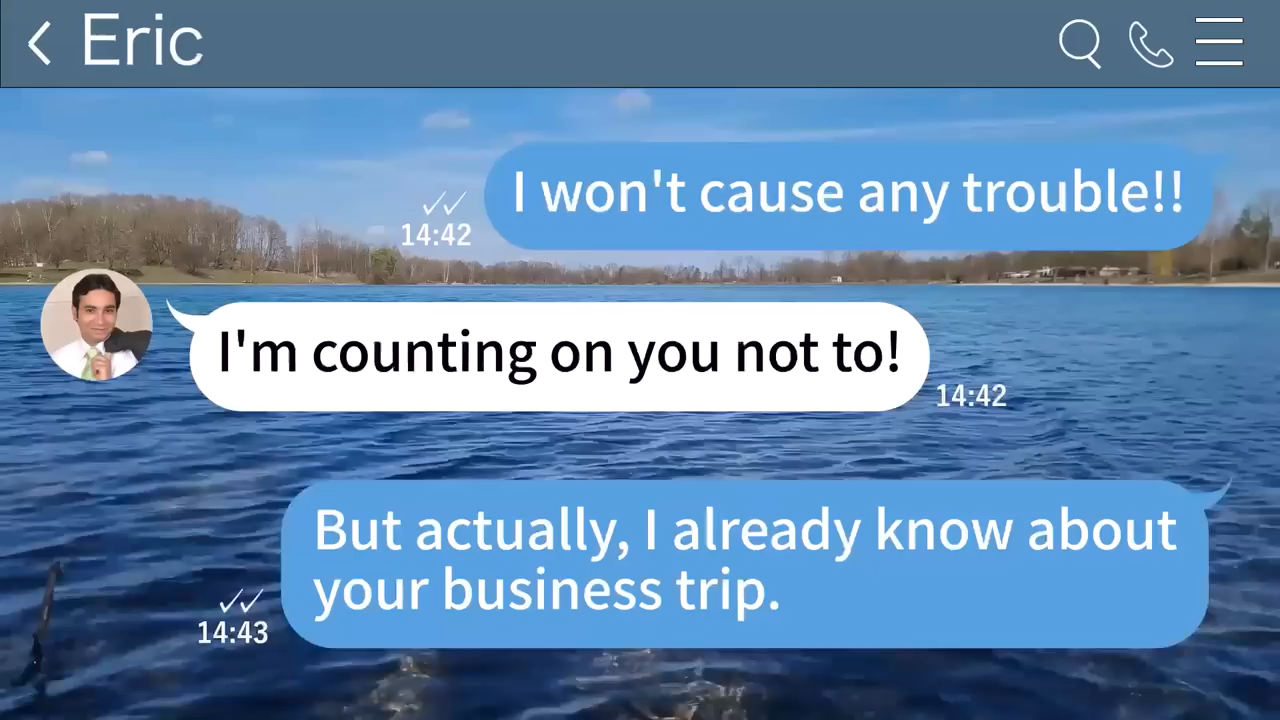 Eric
I won't cause any trouble!!
14:42
I'm counting on you not to!
14:42
But actually, I already know about
your business trip.
14:43